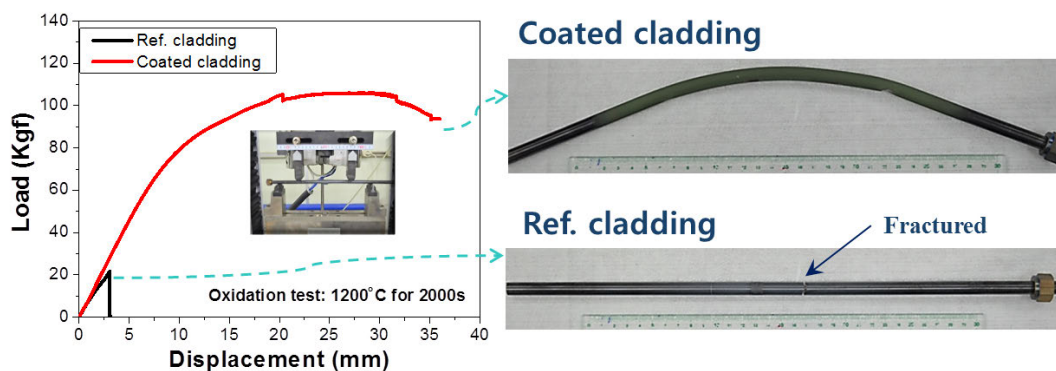 140
120
100
80
60
40
20
0
Load (Kgf)
Ref. cladding
Coated cladding
Oxidation test: 1200°C for 2000s
0 5 10 15 20 25 30 35 40
Displacement (mm)
Coated cladding
Ref. cladding
Fractured